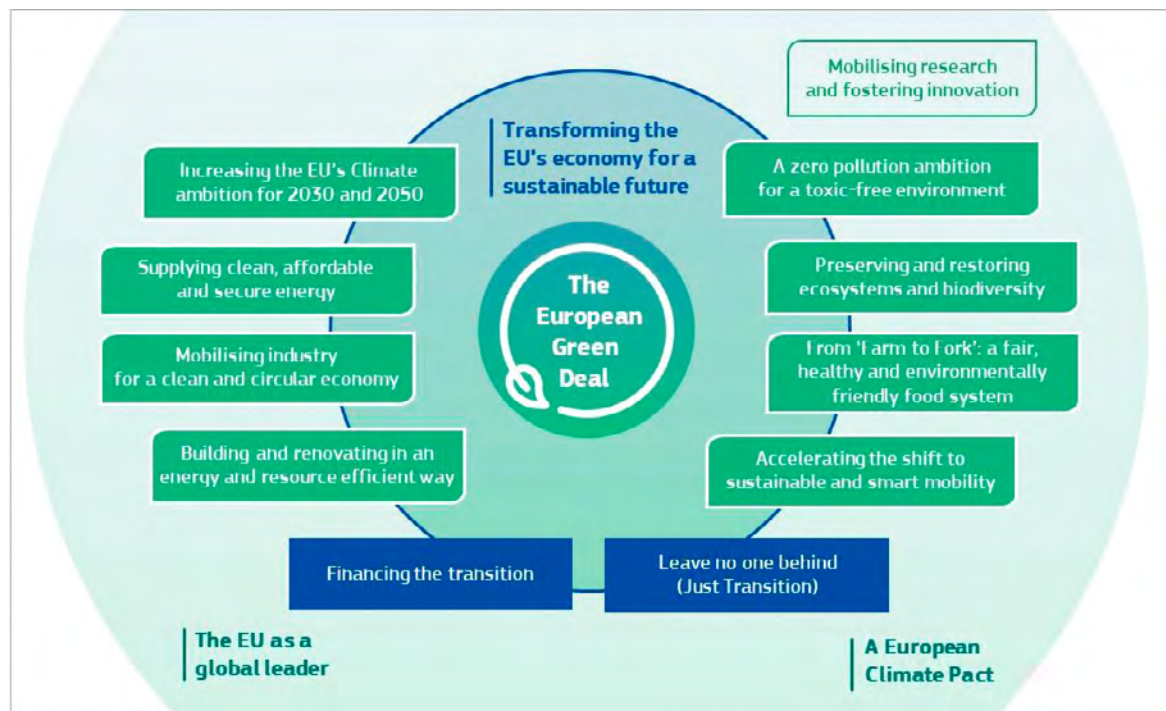 Mobilising research
and fostering innovation
Transforming the
EU's economy for a
sustainable future
Increasing the EU's Climate
ambition for 2030 and 2050
A zero pollution ambition
for a toxic-free environment
Supplying clean, affordable
and secure energy
Preserving and restoring
ecosystems and biodiversity
The
European
Green
Deal
Mobilising industry
for a clean and circular economy
From 'Farm to Fork': a fair,
healthy and environmentally
friendly food system
Building and renovating in an
energy and resource efficient way
Accelerating the shift to
sustainable and smart mobility
Financing the transition
Leave no one behind
(Just Transition)
The EU as a
global leader
A European
Climate Pact